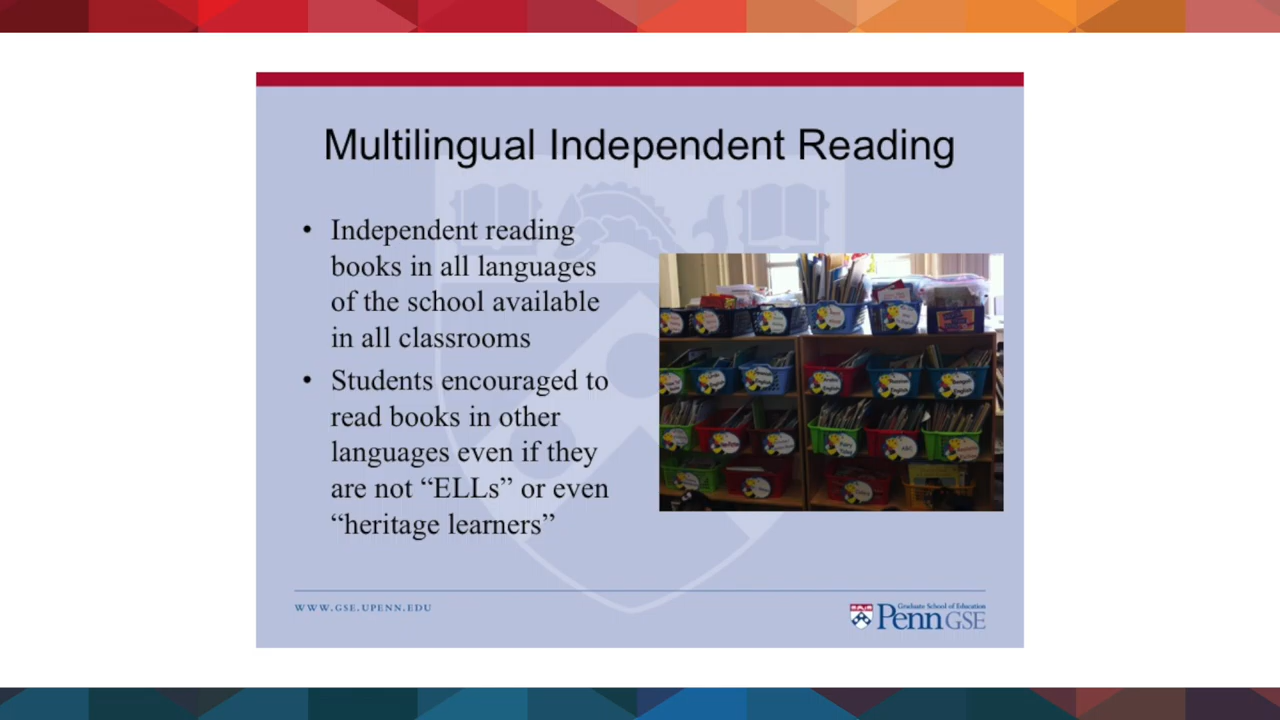 Multilingual Independent Reading
• Independent reading
books in all languages
of the school available
in all classrooms
• Students encouraged to
read books in other
languages even if they
are not “ELLs” or even
“heritage learners”
WWW.GSE.UPENN.EDU
Graduate School of Education
Penn GSE